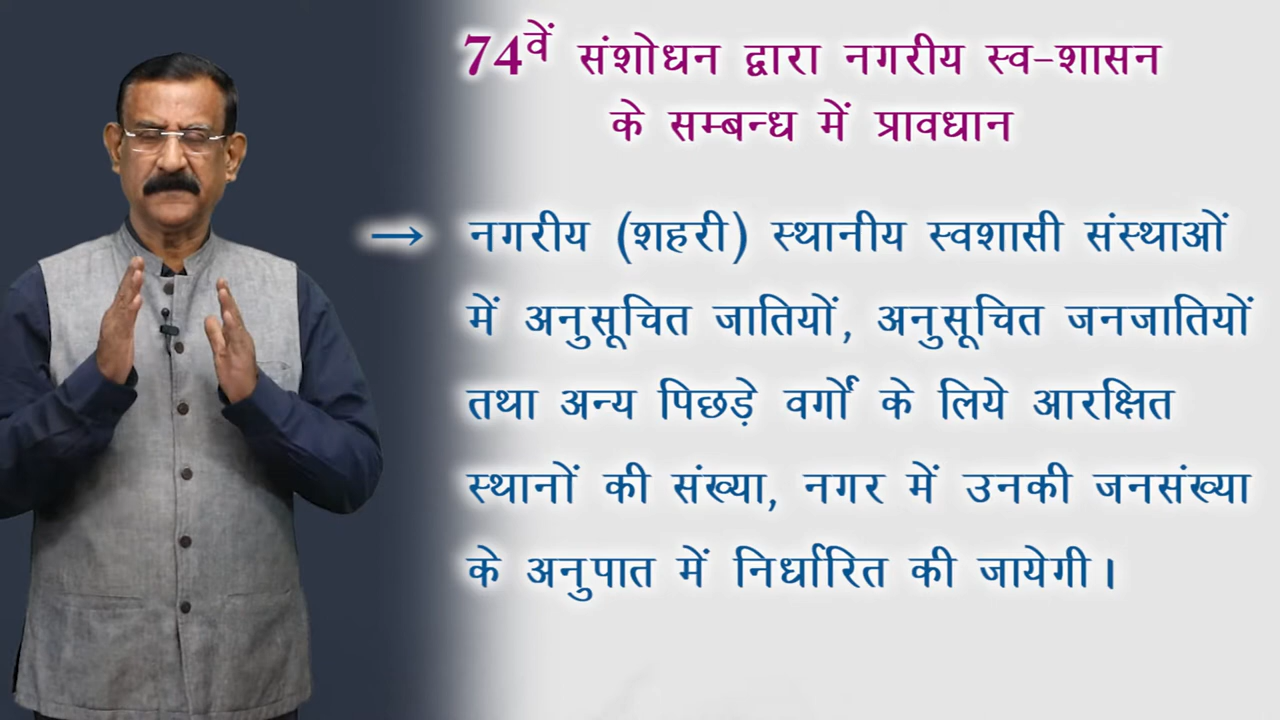 74वें संशोधन द्वारा नगरीय स्व-शासन
के सम्बन्ध में प्रावधान
→ नगरीय (शहरी) स्थानीय स्वशासी संस्थाओं
में अनुसूचित जातियों, अनुसूचित जनजातियों
तथा अन्य पिछड़े वर्गों के लिये आरक्षित
स्थानों की संख्या, नगर में उनकी जनसंख्या
के अनुपात में निर्धारित की जायेगी।